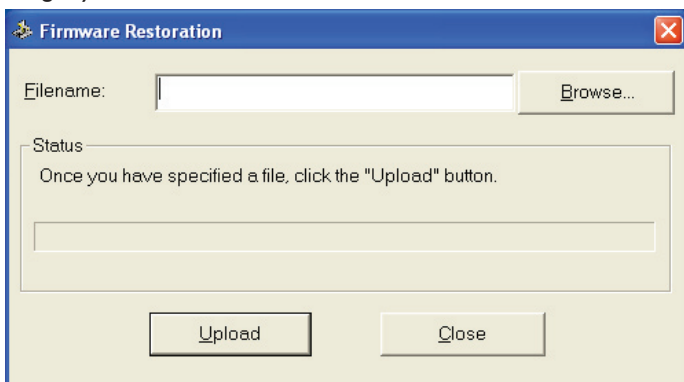 Firmware Restoration
Filename:
Browse...
Status
Once you have specified a file, click the "Upload" button.
Upload
Close